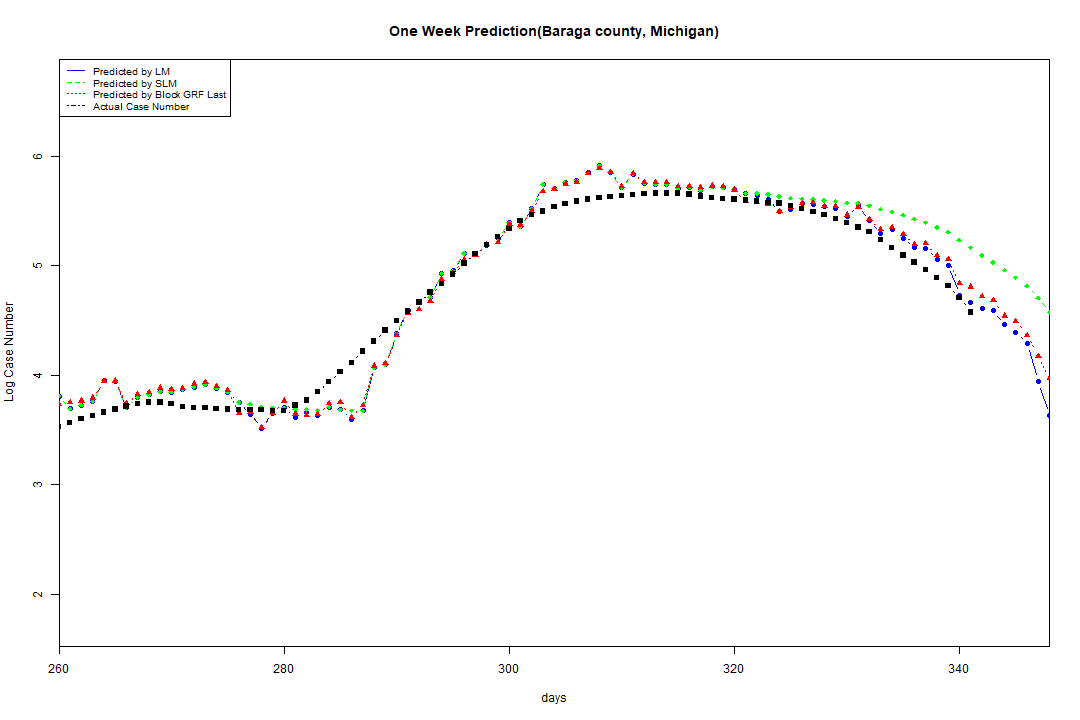 One Week Prediction(Baraga county, Michigan)
Predicted by LM
Predicted by SLM
Predicted by Block GRF Last
Actual Case Number
Log Case Number
6
5
4
3
2
260 280 300 320 340
days